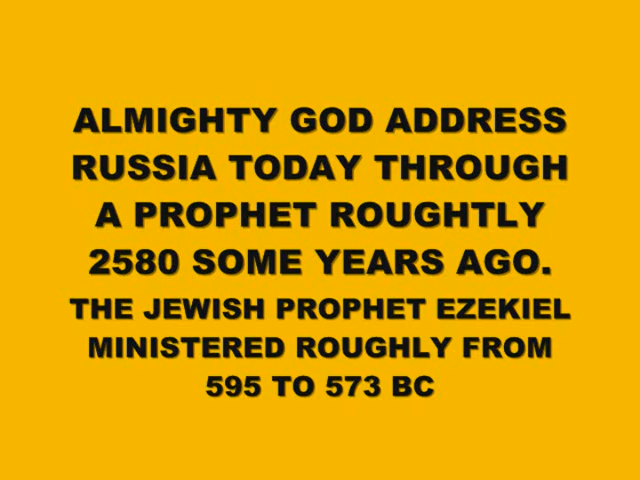 ALMIGHTY GOD ADDRESS
RUSSIA TODAY THROUGH
A PROPHET ROUGHTLY
2580 SOME YEARS AGO.
THE JEWISH PROPHET EZEKIEL
MINISTERED ROUGHLY FROM
595 TO 573 BC